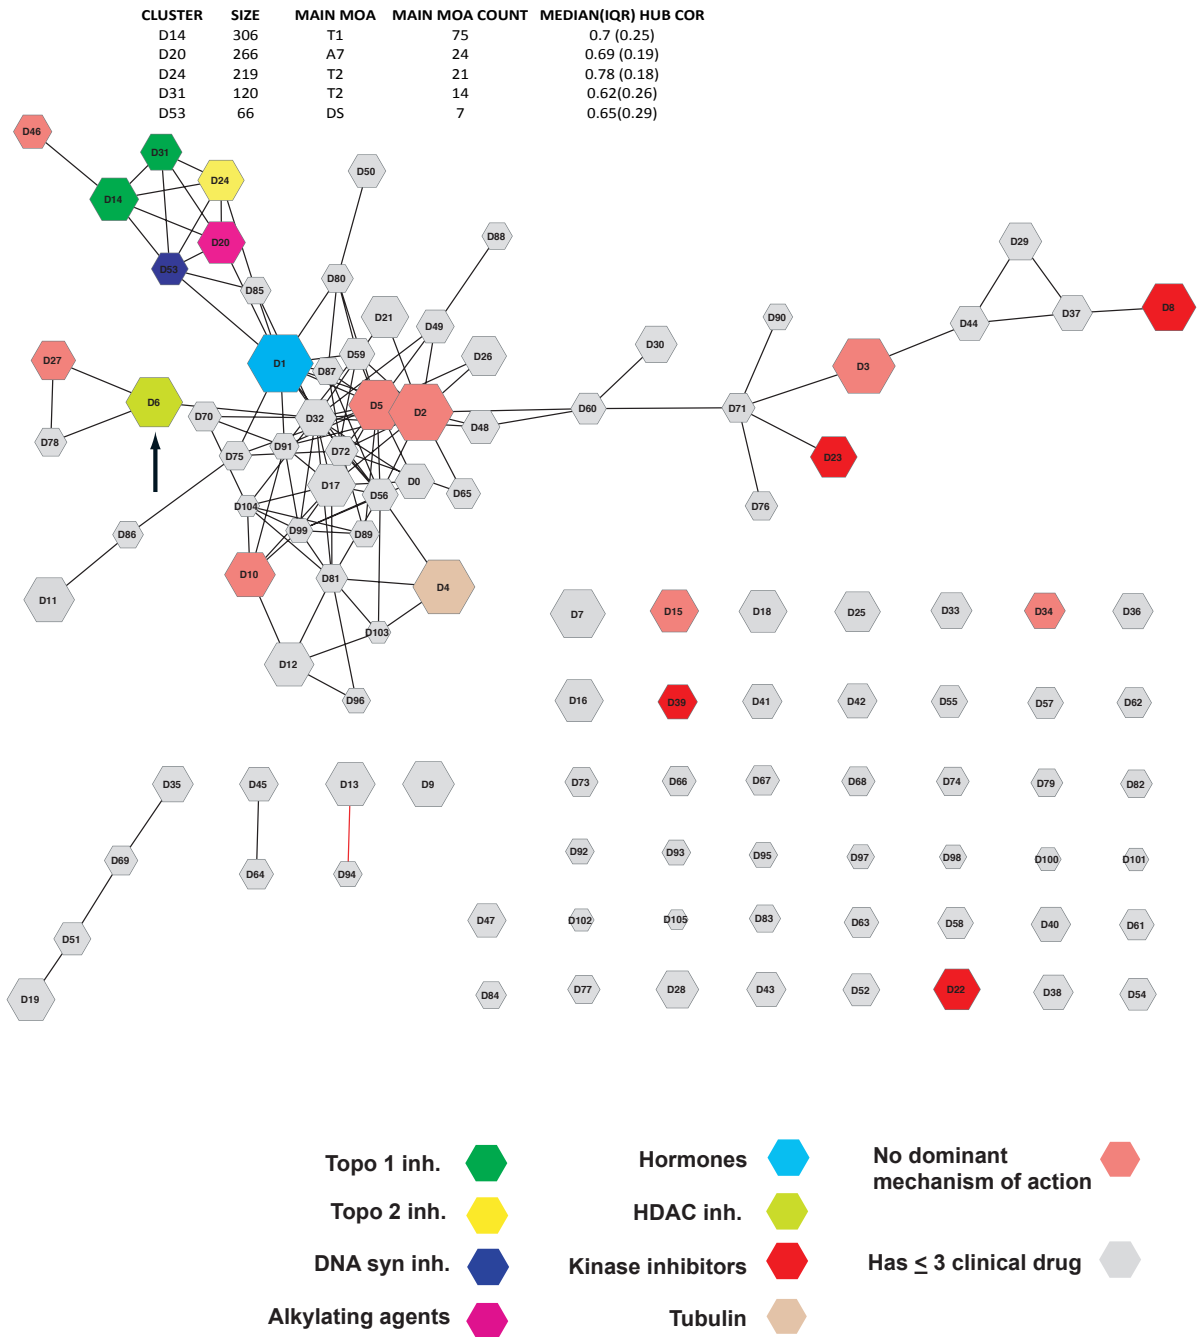 CLUSTER SIZE MAIN MOA MAIN MOA COUNT MEDIAN(IQR) HUB COR
D14 306 T1 75 0.7 (0.25)
D20 266 A7 24 0.69 (0.19)
D24 219 T2 21 0.78 (0.18)
D31 120 T2 14 0.62(0.26)
D53 66 DS 7 0.65(0.29)
D46
D31
D50
D24
D14
D88
D20
D29
D53
D80
D85
D8
D21
D90
D49
D44
D37
D30
D59
D26
D27
D1
D87
D3
D6
D5
D2
D60
D71
D70
D32
D48
D78
D91
D72
D75
D23
D17
D0
D56
D65
D104
D76
D86
D99
D89
D10
D81
D4
D11
D103
D12
D96
D7
D15
D18
D25
D33
D34
D36
D16
D39
D41
D42
D55
D57
D62
D35
D45
D13
D9
D73
D66
D67
D68
D74
D79
D82
D69
D64
D94
D92
D93
D95
D97
D98
D100
D101
D51
D47
D102
D105
D83
D63
D58
D40
D61
D19
D84
D77
D28
D43
D52
D22
D38
D54
Topo 1 inh.
Hormones
No dominant
mechanism of action
Topo 2 inh.
HDAC inh.
DNA syn inh.
Kinase inhibitors
Has ≤ 3 clinical drug
Alkylating agents
Tubulin